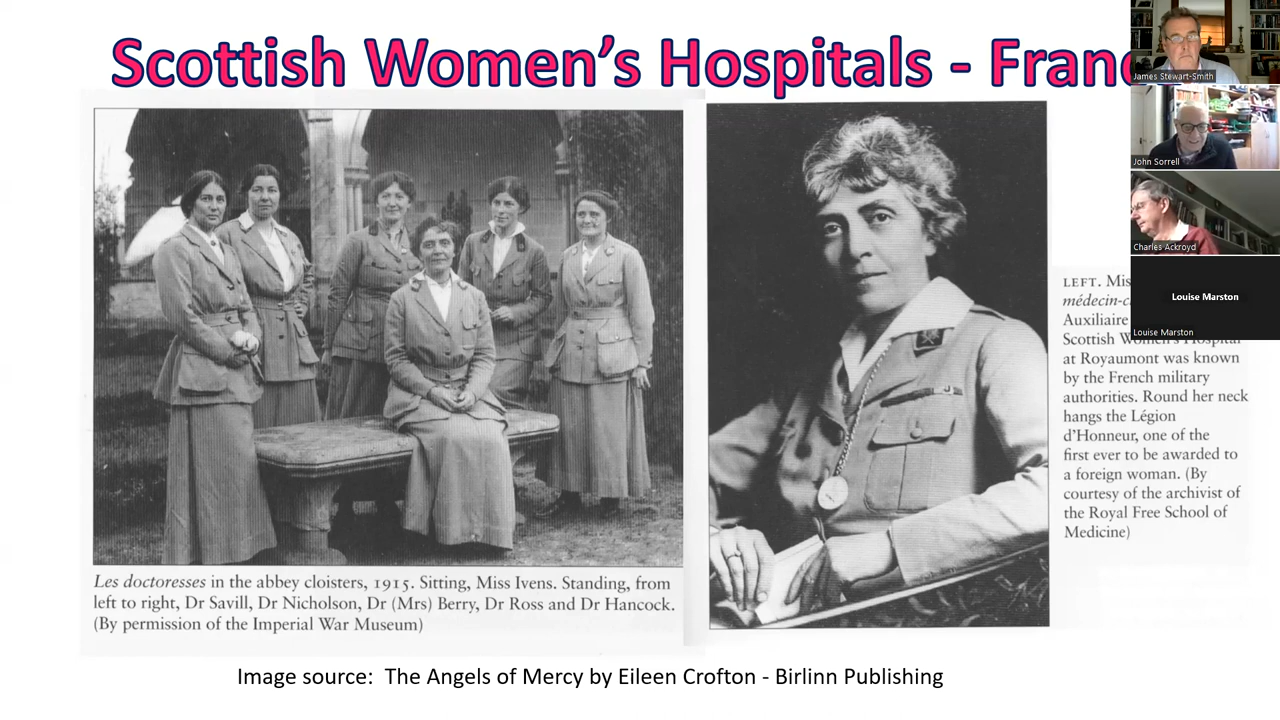 Scottish Women's Hospitals - Franc
James Stewart-Smith
John Sorrell
Charles Ackroyd
Louise Marston
Louise Marston
LEFT. Mis
médecin-c
Auxiliaire
Scottish Women's Hospital
at Royaumont was known
by the French military
authorities. Round her neck
hangs the Légion
d'Honneur, one of the
first ever to be awarded to
a foreign woman. (By
courtesy of the archivist of
the Royal Free School of
Medicine)
Les doctoresses in the abbey cloisters, 1915. Sitting, Miss Ivens. Standing, from
left to right, Dr Savill, Dr Nicholson, Dr (Mrs) Berry, Dr Ross and Dr Hancock.
(By permission of the Imperial War Museum)
Image source: The Angels of Mercy by Eileen Crofton - Birlinn Publishing